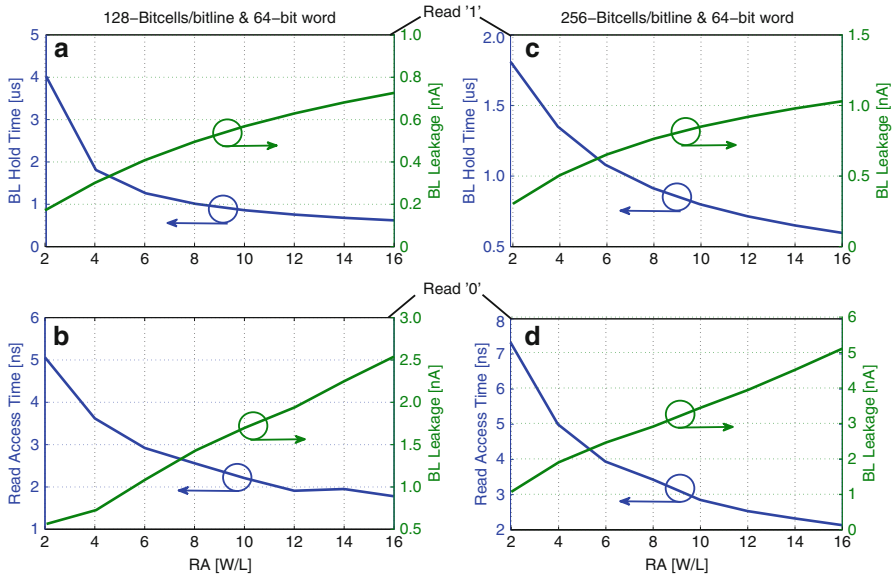 128−Bitcells/bitline & 64−bit word
Read '1'
256−Bitcells/bitline & 64−bit word
a
BL Hold Time [us]
5
4
3
2
1
0
2 4 6 8 10 12 14 16
1.0
0.8
0.6
0.4
0.2
0
BL Leakage [nA]
c
BL Hold Time [us]
2.0
1.5
1.0
0.5
2 4 6 8 10 12 14 16
1.5
1.0
0.5
0
BL Leakage [nA]
Read '0'
b
Read Access Time [ns]
6
5
4
3
2
1
2 4 6 8 10 12 14 16
RA [W/L]
3.0
2.5
2.0
1.5
1.0
0.5
BL Leakage [nA]
d
Read Access Time [ns]
8
7
6
5
4
3
2
2 4 6 8 10 12 14 16
RA [W/L]
6
5
4
3
2
1
0
BL Leakage [nA]